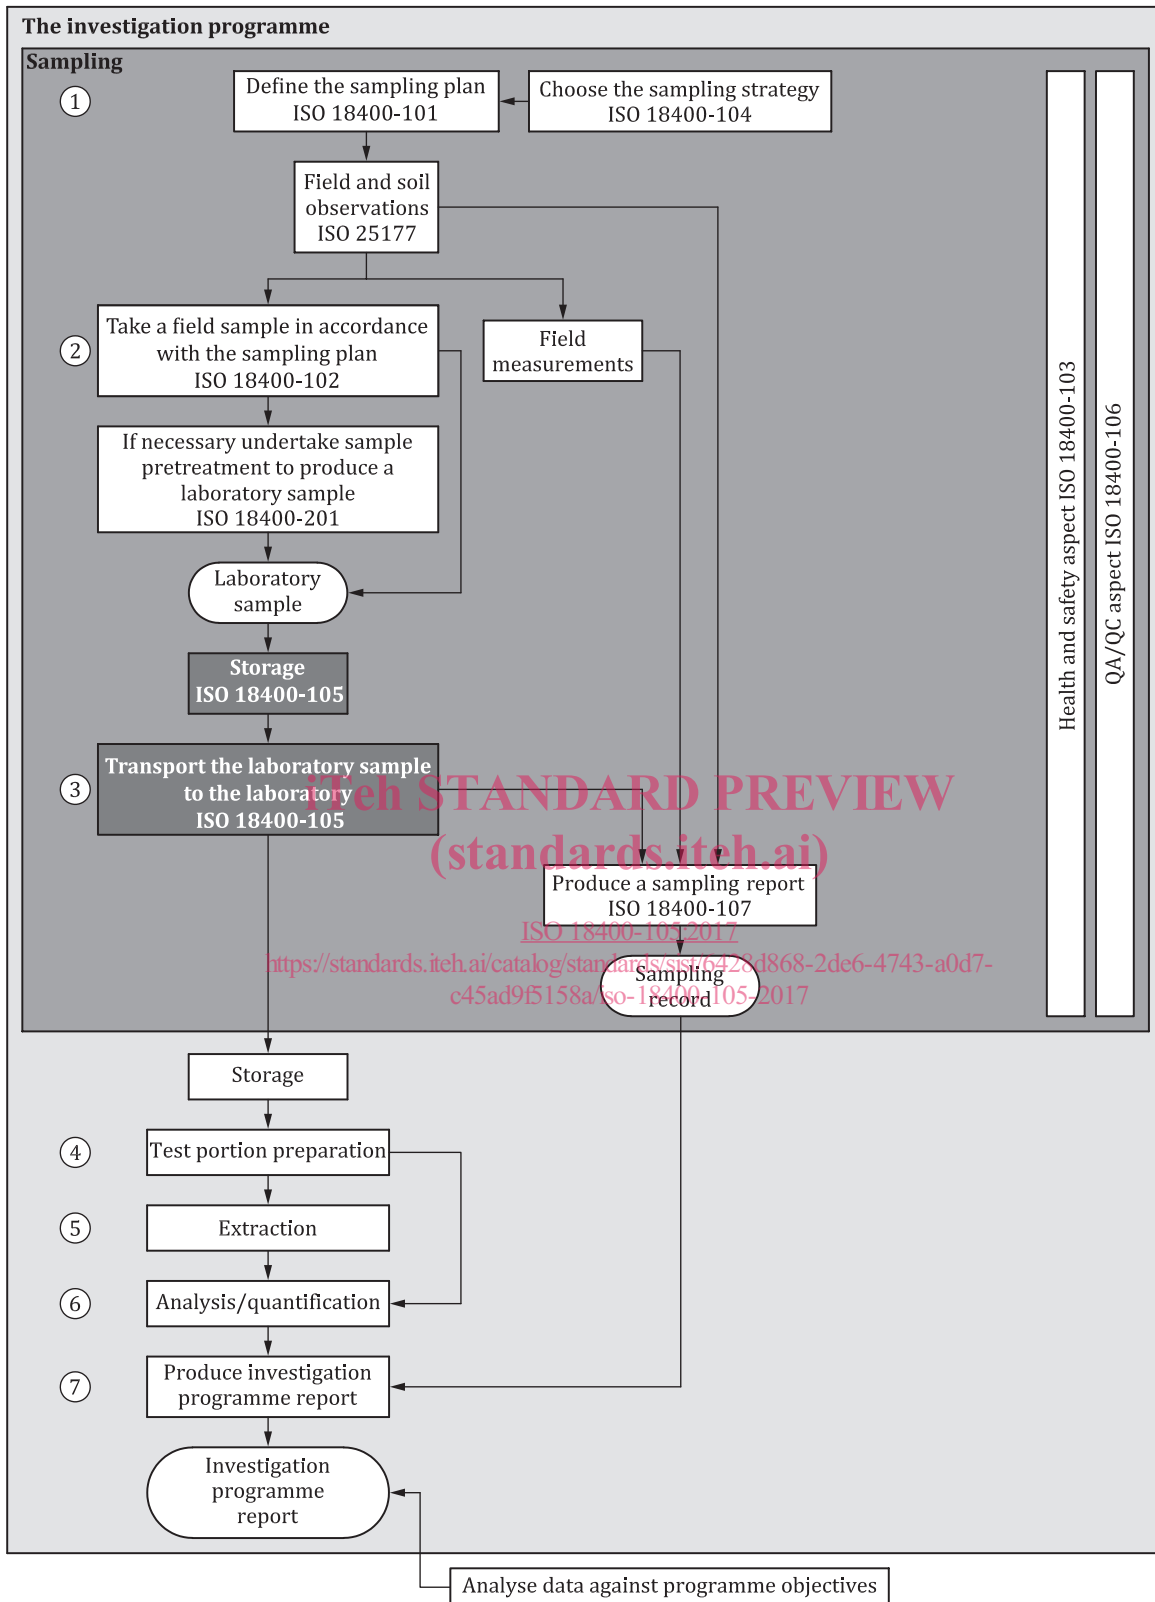 The investigation programme
Sampling
1
Define the sampling plan
ISO 18400-101
Choose the sampling strategy
ISO 18400-104
Field and soil
observations
ISO 25177
2
Take a field sample in accordance
with the sampling plan
ISO 18400-102
Field
measurements
If necessary undertake sample
pretreatment to produce a
laboratory sample
ISO 18400-201
Laboratory
sample
Storage
ISO 18400-105
3
Transport the laboratory sample
to the laboratory
ISO 18400-105
iTeh STANDARD PREVIEW
(standards.iteh.ai)
Produce a sampling report
ISO 18400-107
ISO 18400-105:2017
https://standards.iteh.ai/catalog/standards/sist/6428d868-2de6-4743-a0d7-
c45ad9f5158a/iso-18400-105-2017
Sampling
record
Health and safety aspect ISO 18400-103
QA/QC aspect ISO 18400-106
Storage
4
Test portion preparation
5
Extraction
6
Analysis/quantification
7
Produce investigation
programme report
Investigation
programme
report
Analyse data against programme objectives